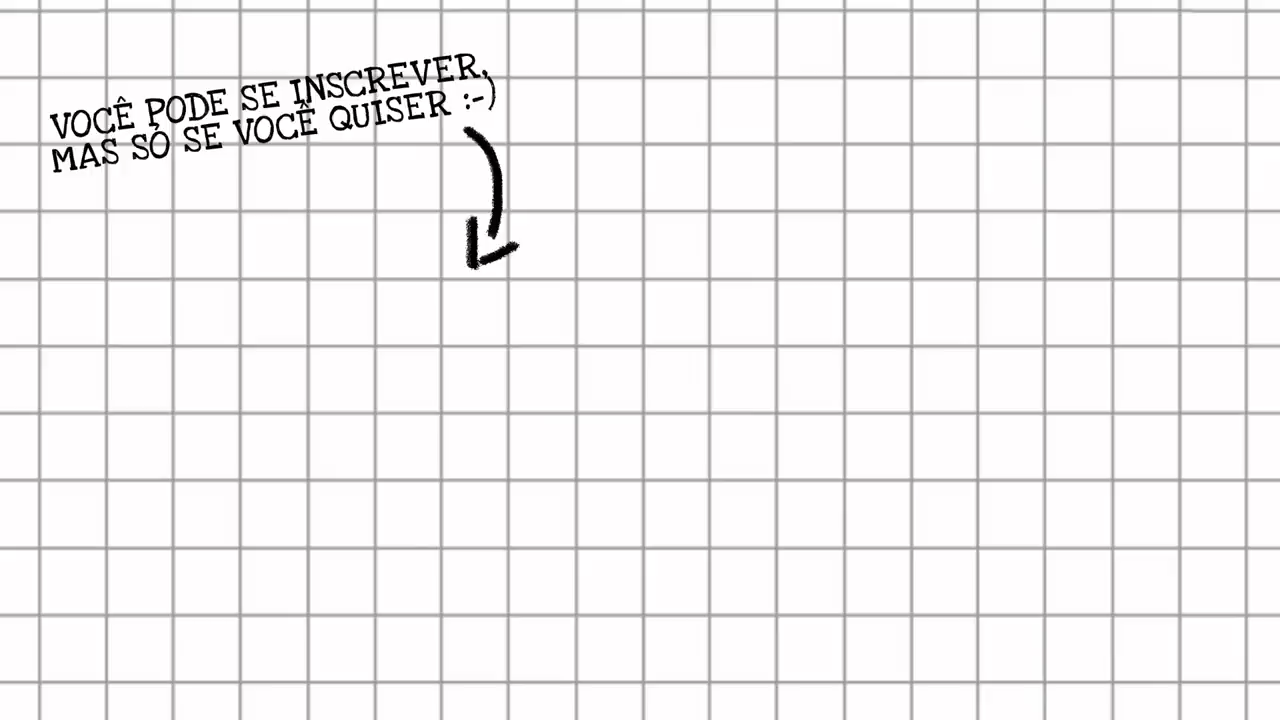 VOCÊ PODE SE INSCREVER,
MAS SÓ SE VOCÊ QUISER :-)